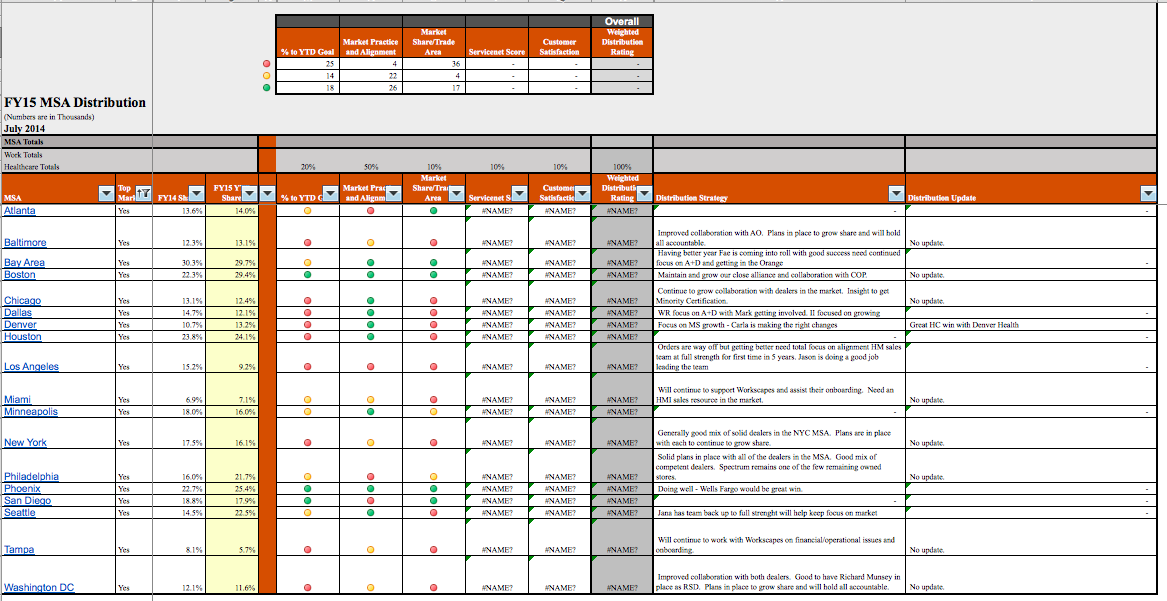 Overall
% to YTD Goal Market Practice and Alignment Market Share/Trade Area Servicenet Score Customer Satisfaction Weighted Distribution Rating
25 4 36 - - -
14 22 4 - - -
18 26 17 - - -
FY15 MSA Distribution
(Numbers are in Thousands)
July 2014
MSA Totals
Work Totals
Healthcare Totals 20% 50% 10% 10% 10% 100%
MSA Top FY14 Sh FY15 Y Share % to YTD G Market Prac and Alignm Market Share/Tra Area Servicenet S Custome Satisfactio Weighted Distributi Rating Distribution Strategy Distribution Update
Atlanta Yes 13.6% 14.0% #NAME? #NAME? #NAME? - -
Baltimore Yes 12.3% 13.1% #NAME? #NAME? #NAME? Improved collaboration with AO. Plans in place to grow share and will hold
all accountable. No update.
Bay Area Yes 30.3% 29.7% #NAME? #NAME? #NAME? Having better year Fae is coming into roll with good success need continued
focus on A+D and getting in the Orange -
Boston Yes 22.3% 29.4% #NAME? #NAME? #NAME? Maintain and grow our close alliance and collaboration with COP. No update.
Chicago Yes 13.1% 12.4% #NAME? #NAME? #NAME? Continue to grow collaboration with dealers in the market. Insight to get
Minority Certification. No update.
Dallas Yes 14.7% 12.1% #NAME? #NAME? #NAME? WR focus on A+D with Mark getting involved. II focused on growing -
Denver Yes 10.7% 13.2% #NAME? #NAME? #NAME? Focus on MS growth - Carla is making the right changes Great HC win with Denver Health
Houston Yes 23.8% 24.1% #NAME? #NAME? #NAME? - -
Los Angeles Yes 15.2% 9.2% #NAME? #NAME? #NAME? Orders are way off but getting better need total focus on alignment HM sales
team at full strength for first time in 5 years. Jason is doing a good job
leading the team -
Miami Yes 6.9% 7.1% #NAME? #NAME? #NAME? Will continue to support Workscapes and assist their onboarding. Need an
HMI sales resource in the market. No update.
Minneapolis Yes 18.0% 16.0% #NAME? #NAME? #NAME? - -
New York Yes 17.5% 16.1% #NAME? #NAME? #NAME? Generally good mix of solid dealers in the NYC MSA. Plans are in place
with each to continue to grow share. No update.
Philadelphia Yes 16.0% 21.7% #NAME? #NAME? #NAME? Solid plans in place with all of the dealers in the MSA. Good mix of
competent dealers. Spectrum remains one of the few remaining owned
stores. No update.
Phoenix Yes 22.7% 25.4% #NAME? #NAME? #NAME? Doing well - Wells Fargo would be great win. -
San Diego Yes 18.8% 17.9% #NAME? #NAME? #NAME? - -
Seattle Yes 14.5% 22.5% #NAME? #NAME? #NAME? Jana has team back up to full strenght will help keep focus on market -
Tampa Yes 8.1% 5.7% #NAME? #NAME? #NAME? Will continue to work with Workscapes on financial/operational issues and
onboarding. No update.
Washington DC Yes 12.1% 11.6% #NAME? #NAME? #NAME? Improved collaboration with both dealers. Good to have Richard Munsey in
place as RSD. Plans in place to grow share and will hold all accountable. No update.